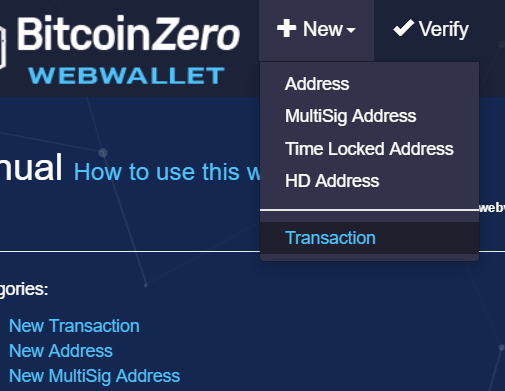 BitcoinZero
WEBWALLET
New
Verify
Address
MultiSig Address
Time Locked Address
HD Address
Transaction
nual How to use this w
webv
gories:
New Transaction
New Address
New MultiSig Address